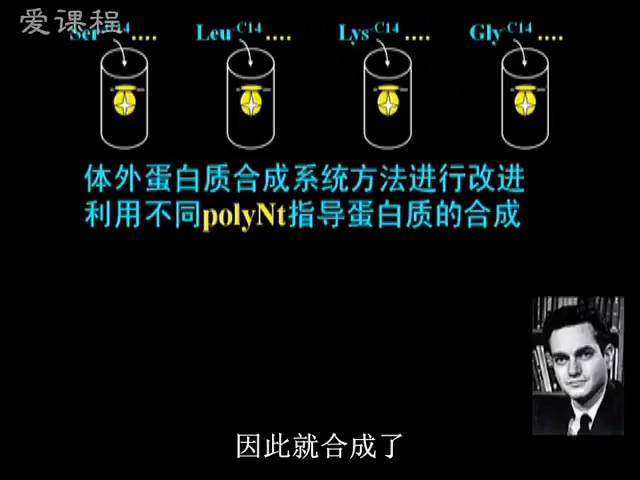 爱课程
Ser-C14.... Leu-C14.... Lys-C14.... Gly-C14....
体外蛋白质合成系统方法进行改进
利用不同polyNt指导蛋白质的合成
因此就合成了